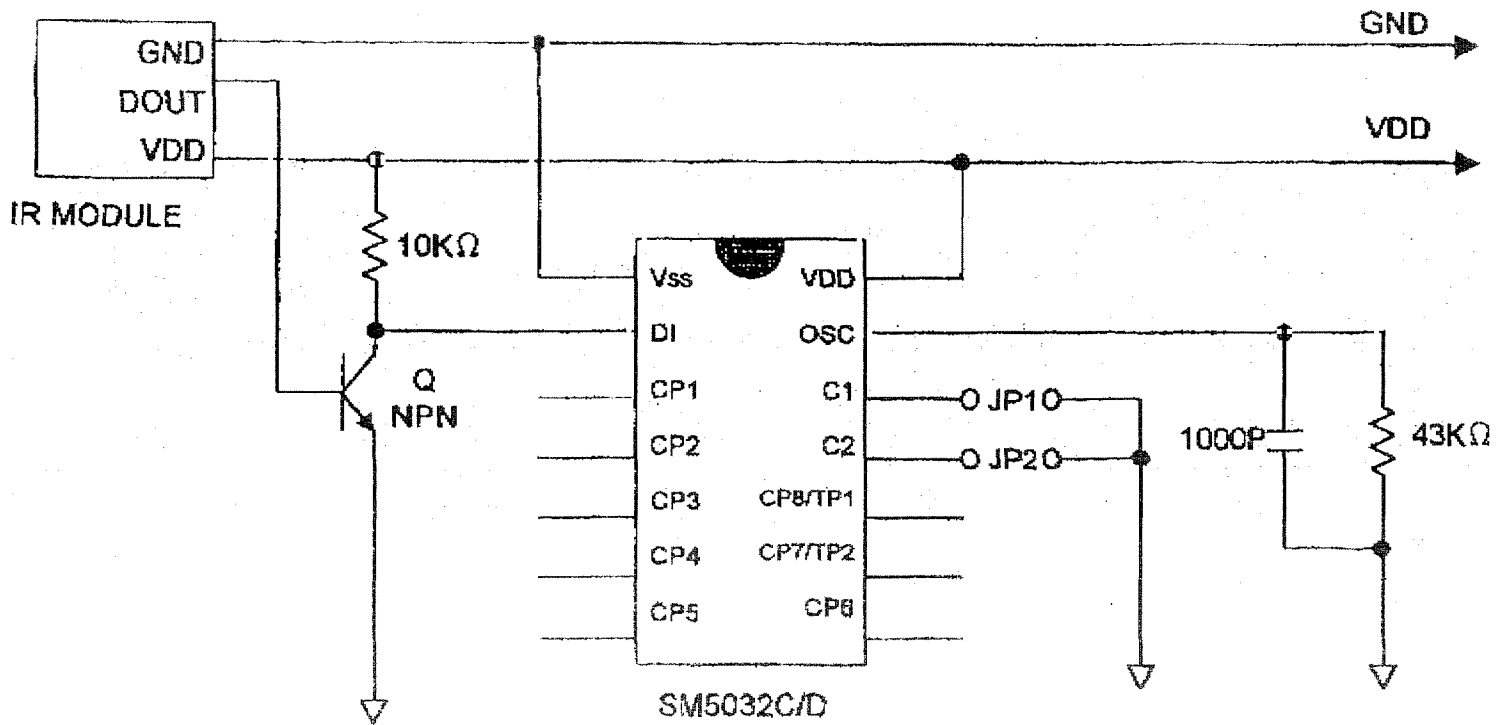 GND
GND
DOUT
VDD
VDD
IR MODULE
10KΩ
Vss
VDD
DI
OSC
Q
NPN
CP1
C1
JP1
1000P
43KΩ
CP2
C2
JP2
CP3
CP8/TP1
CP4
CP7/TP2
CP5
CP6
SM5032C/D